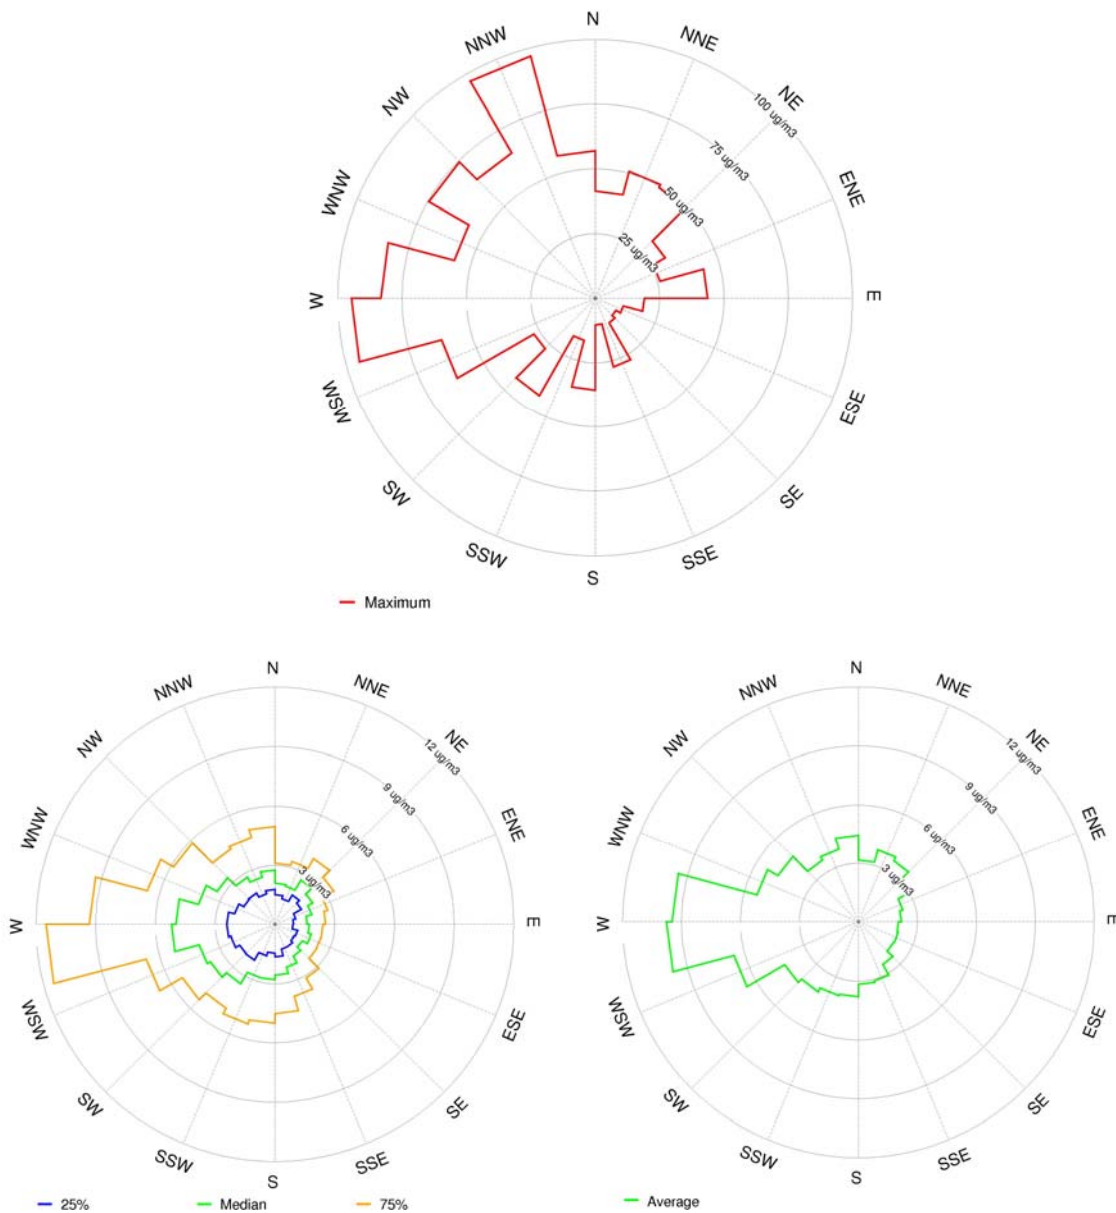 N
NNW
NNE
NW
NE
100 ug/m3
75 ug/m3
WNW
ENE
50 ug/m3
25 ug/m3
W
E
WSW
ESE
SW
SE
SSW
SSE
S
Maximum
N
NNW
NNE
NW
NE
12 ug/m3
9 ug/m3
WNW
ENE
6 ug/m3
3 ug/m3
W
E
WSW
ESE
SW
SE
SSW
SSE
S
25% Median 75%
N
NNW
NNE
NW
NE
12 ug/m3
9 ug/m3
WNW
ENE
6 ug/m3
3 ug/m3
W
E
WSW
ESE
SW
SE
SSW
SSE
S
Average